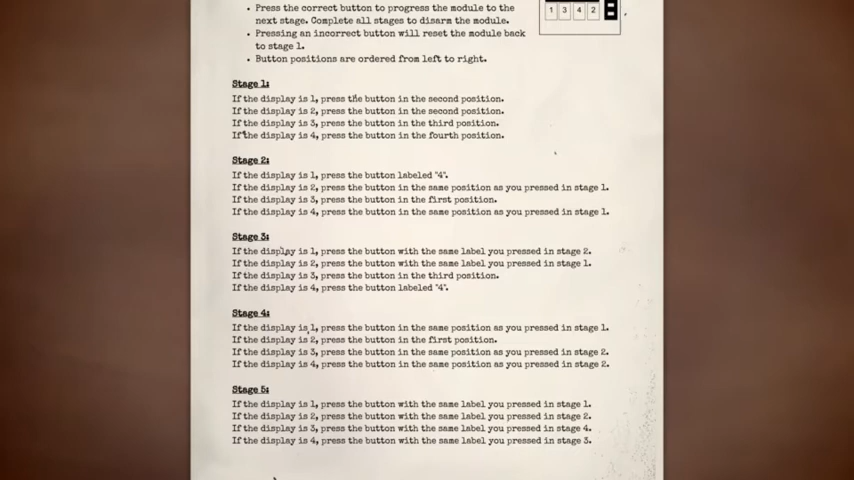 • Press the correct button to progress the module to the
next stage. Complete all stages to disarm the module.
• Pressing an incorrect button will reset the module back
to stage 1.
• Button positions are ordered from left to right.
1 3 4 2
Stage 1:
If the display is 1, press the button in the second position.
If the display is 2, press the button in the second position.
If the display is 3, press the button in the third position.
If the display is 4, press the button in the fourth position.
Stage 2:
If the display is 1, press the button labeled "4".
If the display is 2, press the button in the same position as you pressed in stage 1.
If the display is 3, press the button in the first position.
If the display is 4, press the button in the same position as you pressed in stage 1.
Stage 3:
If the display is 1, press the button with the same label you pressed in stage 2.
If the display is 2, press the button with the same label you pressed in stage 1.
If the display is 3, press the button in the third position.
If the display is 4, press the button labeled "4".
Stage 4:
If the display is 1, press the button in the same position as you pressed in stage 1.
If the display is 2, press the button in the first position.
If the display is 3, press the button in the same position as you pressed in stage 2.
If the display is 4, press the button in the same position as you pressed in stage 2.
Stage 5:
If the display is 1, press the button with the same label you pressed in stage 1.
If the display is 2, press the button with the same label you pressed in stage 2.
If the display is 3, press the button with the same label you pressed in stage 4.
If the display is 4, press the button with the same label you pressed in stage 3.